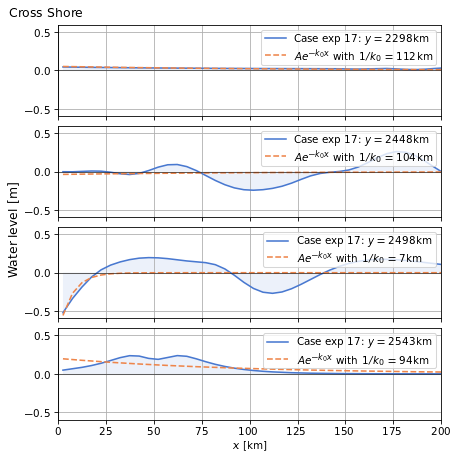 Cross Shore
Water level [m]
0.5
0.0
−0.5
Case exp 17: y = 2298km
Ae^{-k_0x} with 1/k_0 = 112km
0.5
0.0
−0.5
Case exp 17: y = 2448km
Ae^{-k_0x} with 1/k_0 = 104km
0.5
0.0
−0.5
Case exp 17: y = 2498km
Ae^{-k_0x} with 1/k_0 = 7km
0.5
0.0
−0.5
Case exp 17: y = 2543km
Ae^{-k_0x} with 1/k_0 = 94km
0 25 50 75 100 125 150 175 200
x [km]